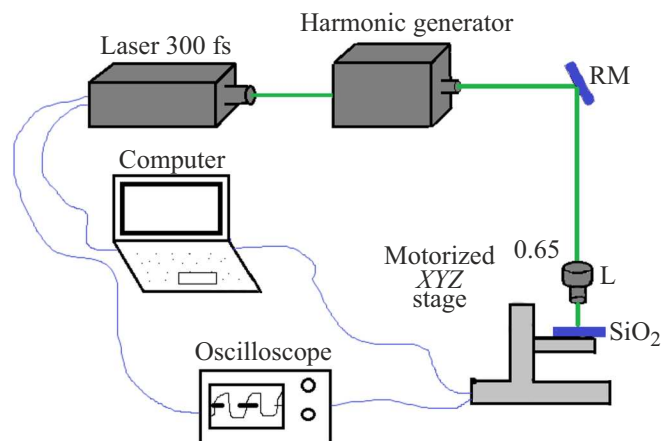 Harmonic generator
Laser 300 fs
RM
Computer
Motorized
XYZ
stage
0.65
L
SiO₂
Oscilloscope